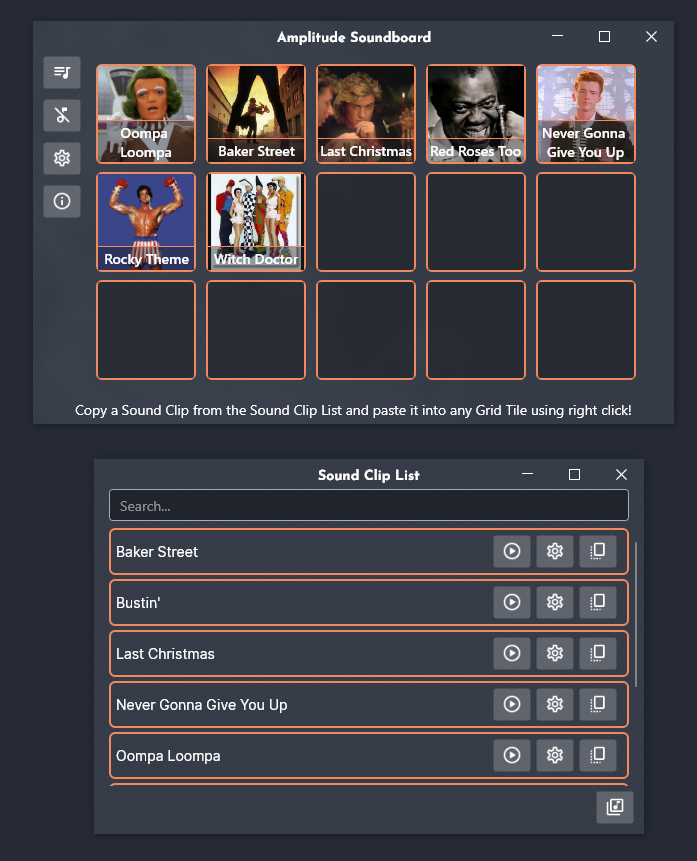 Amplitude Soundboard
Oompa
Loompa
Baker Street
Last Christmas
Red Roses Too
Never Gonna
Give You Up
Rocky Theme
Witch Doctor
Copy a Sound Clip from the Sound Clip List and paste it into any Grid Tile using right click!
Sound Clip List
Search...
Baker Street
Bustin'
Last Christmas
Never Gonna Give You Up
Oompa Loompa